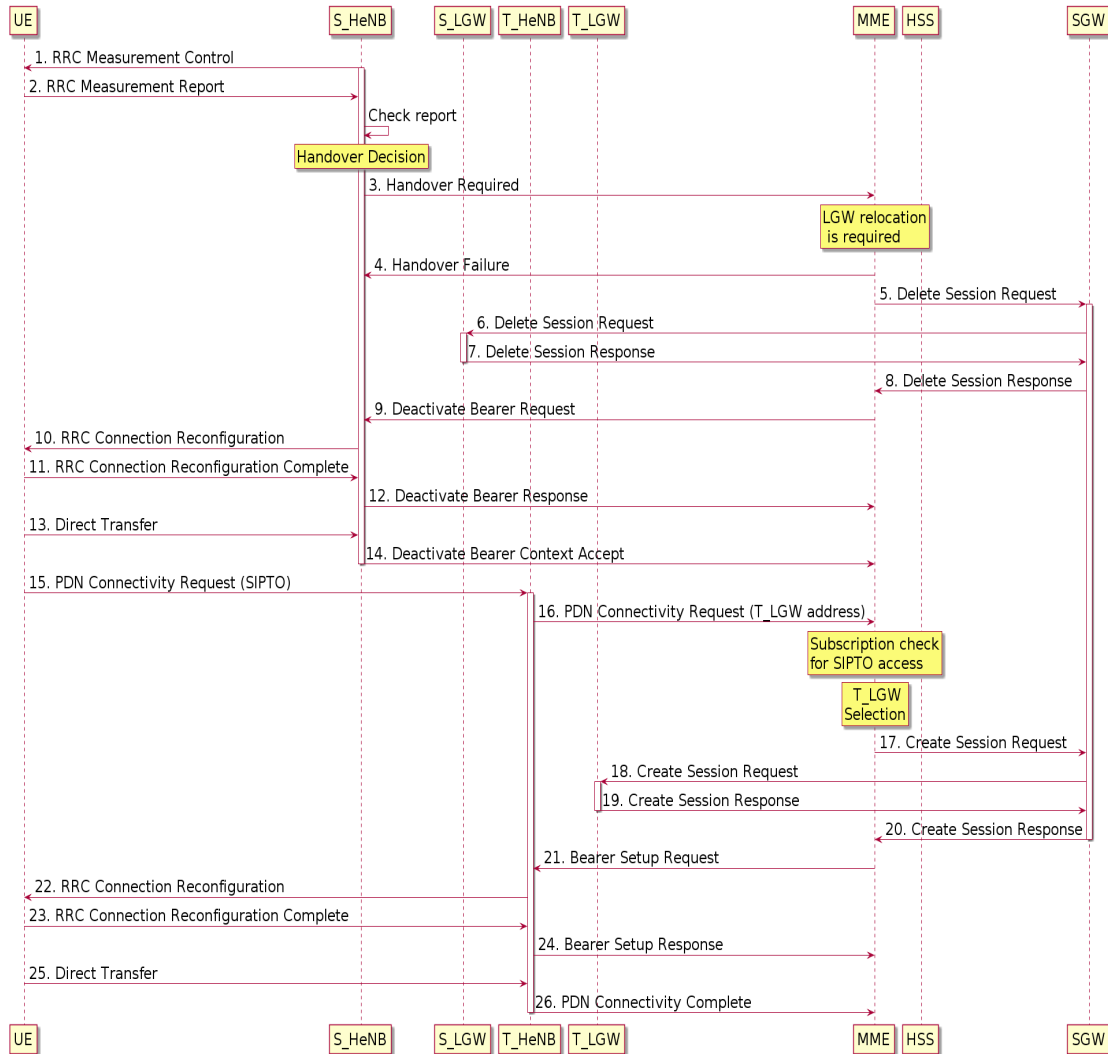 UE S_HeNB S_LGW T_HeNB T_LGW MME HSS SGW
1. RRC Measurement Control
2. RRC Measurement Report
Check report
Handover Decision
3. Handover Required
LGW relocation
is required
4. Handover Failure
5. Delete Session Request
6. Delete Session Request
7. Delete Session Response
8. Delete Session Response
9. Deactivate Bearer Request
10. RRC Connection Reconfiguration
11. RRC Connection Reconfiguration Complete
12. Deactivate Bearer Response
13. Direct Transfer
14. Deactivate Bearer Context Accept
15. PDN Connectivity Request (SIPTO)
16. PDN Connectivity Request (T_LGW address)
Subscription check
for SIPTO access
T_LGW
Selection
17. Create Session Request
18. Create Session Request
19. Create Session Response
20. Create Session Response
21. Bearer Setup Request
22. RRC Connection Reconfiguration
23. RRC Connection Reconfiguration Complete
24. Bearer Setup Response
25. Direct Transfer
26. PDN Connectivity Complete
UE S_HeNB S_LGW T_HeNB T_LGW MME HSS SGW